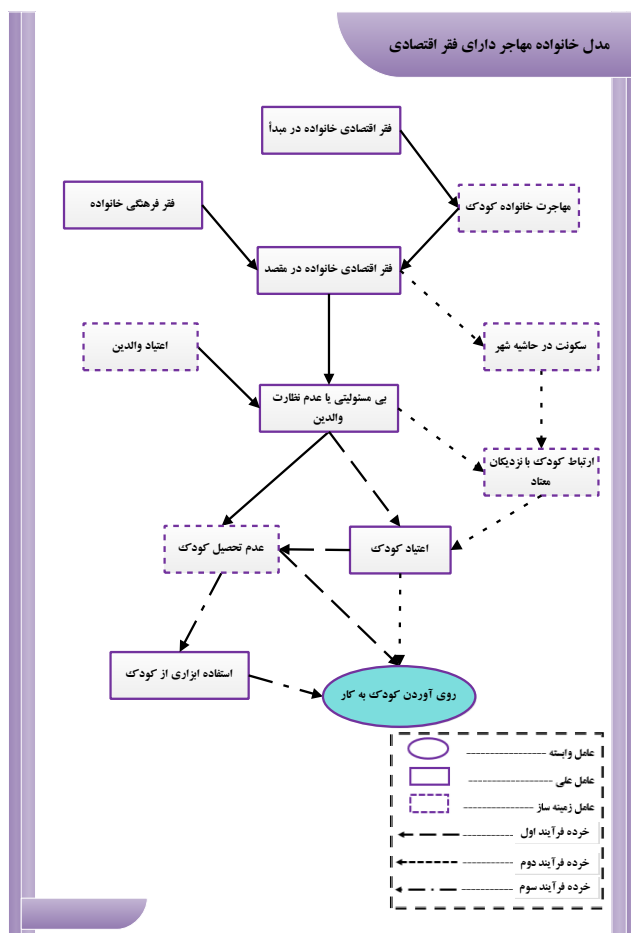 مدل خانواده مهاجر دارای فقر اقتصادی
فقر اقتصادی خانواده در مبدأ
مهاجرت خانواده کودک
فقر فرهنگی خانواده
فقر اقتصادی خانواده در مقصد
اعتیاد والدین
سکونت در حاشیه شهر
بی مسئولیتی یا عدم نظارت
والدین
ارتباط کودک با نزدیکان
معتاد
عدم تحصیل کودک
اعتیاد کودک
استفاده ابزاری از کودک
روی آوردن کودک به کار
عامل وابسته
عامل علی
عامل زمینه ساز
خرده فرآیند اول
خرده فرآیند دوم
خرده فرآیند سوم